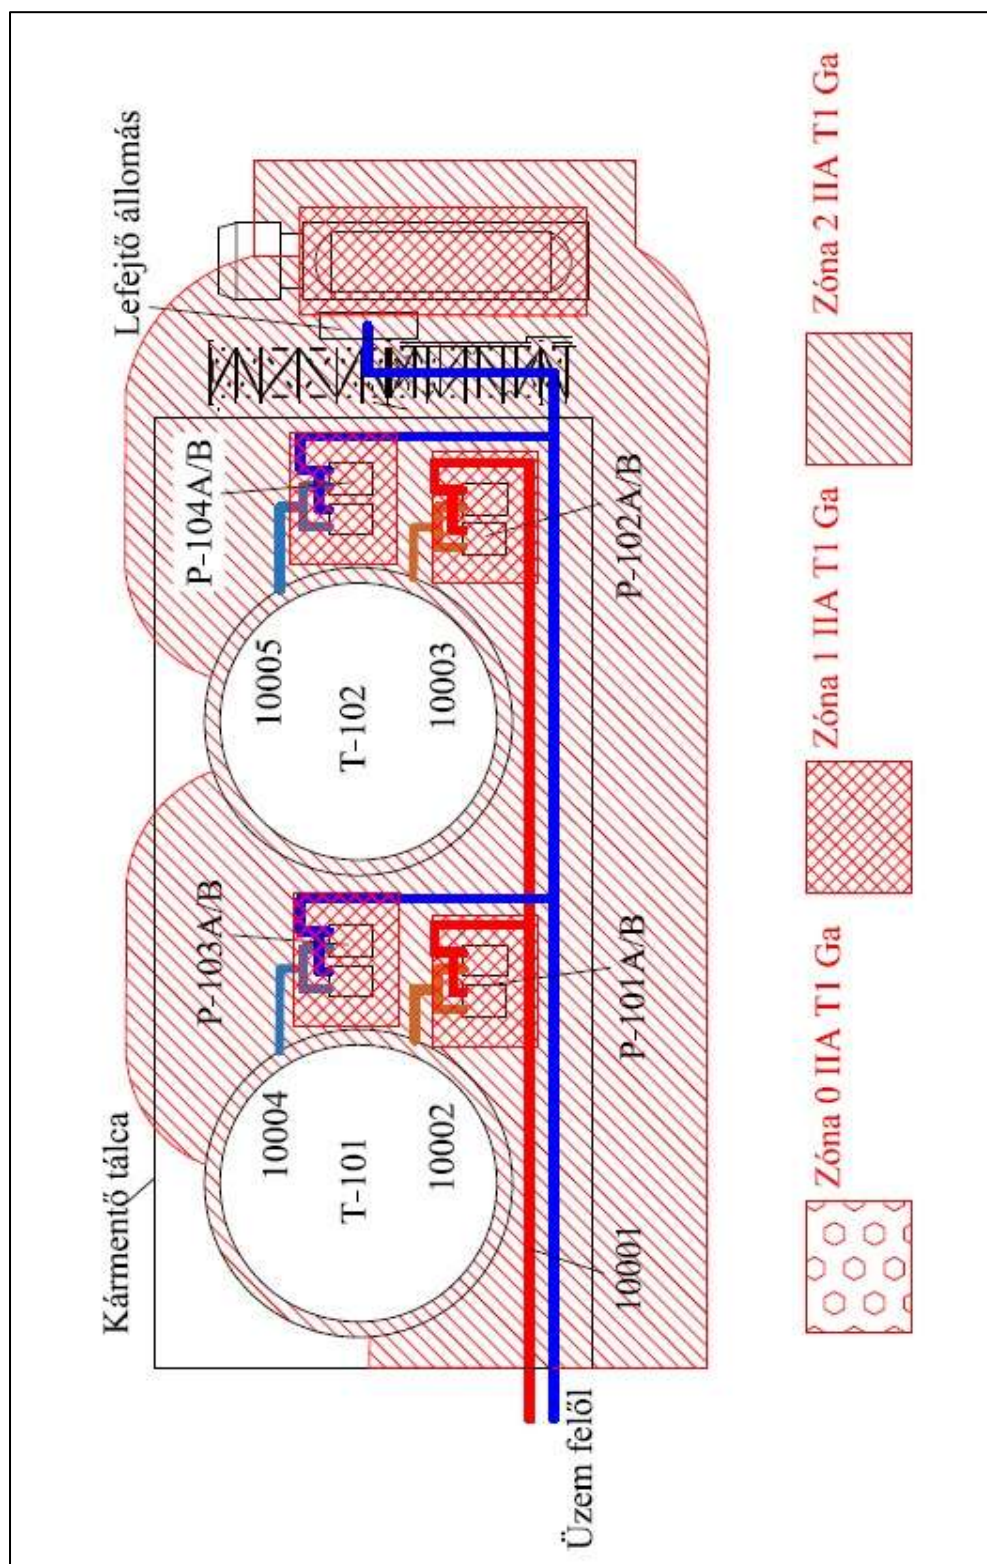 Kármentő tálca
Lefejtő állomás
P-103A/B
P-104A/B
10004
10005
T-101
T-102
10002
10003
10001
P-101A/B
P-102A/B
Üzem felől
Zóna 0 IIA T1 Ga
Zóna 1 IIA T1 Ga
Zóna 2 IIA T1 Ga